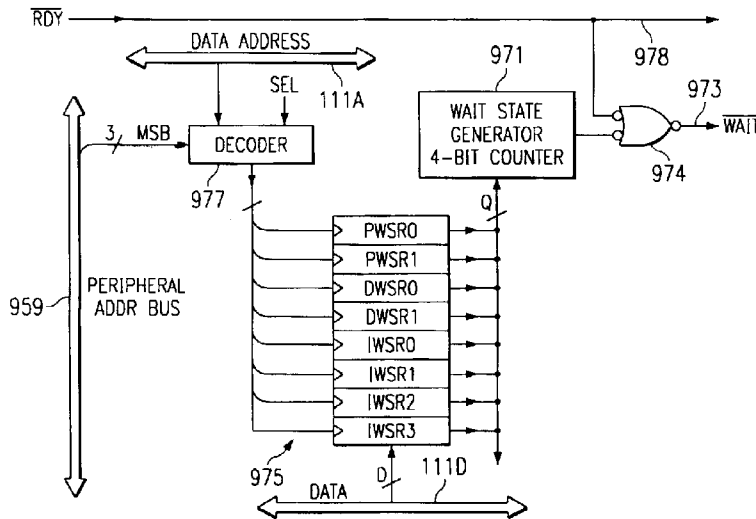 RDY
978
DATA ADDRESS
111A
SEL
971
3
MSB
DECODER
977
WAIT STATE
GENERATOR
4-BIT COUNTER
973
WAIT
974
Q
959
PERIPHERAL
ADDR BUS
PWSR0
PWSR1
DWSR0
DWSR1
IWSR0
IWSR1
IWSR2
IWSR3
975
D
DATA
111D